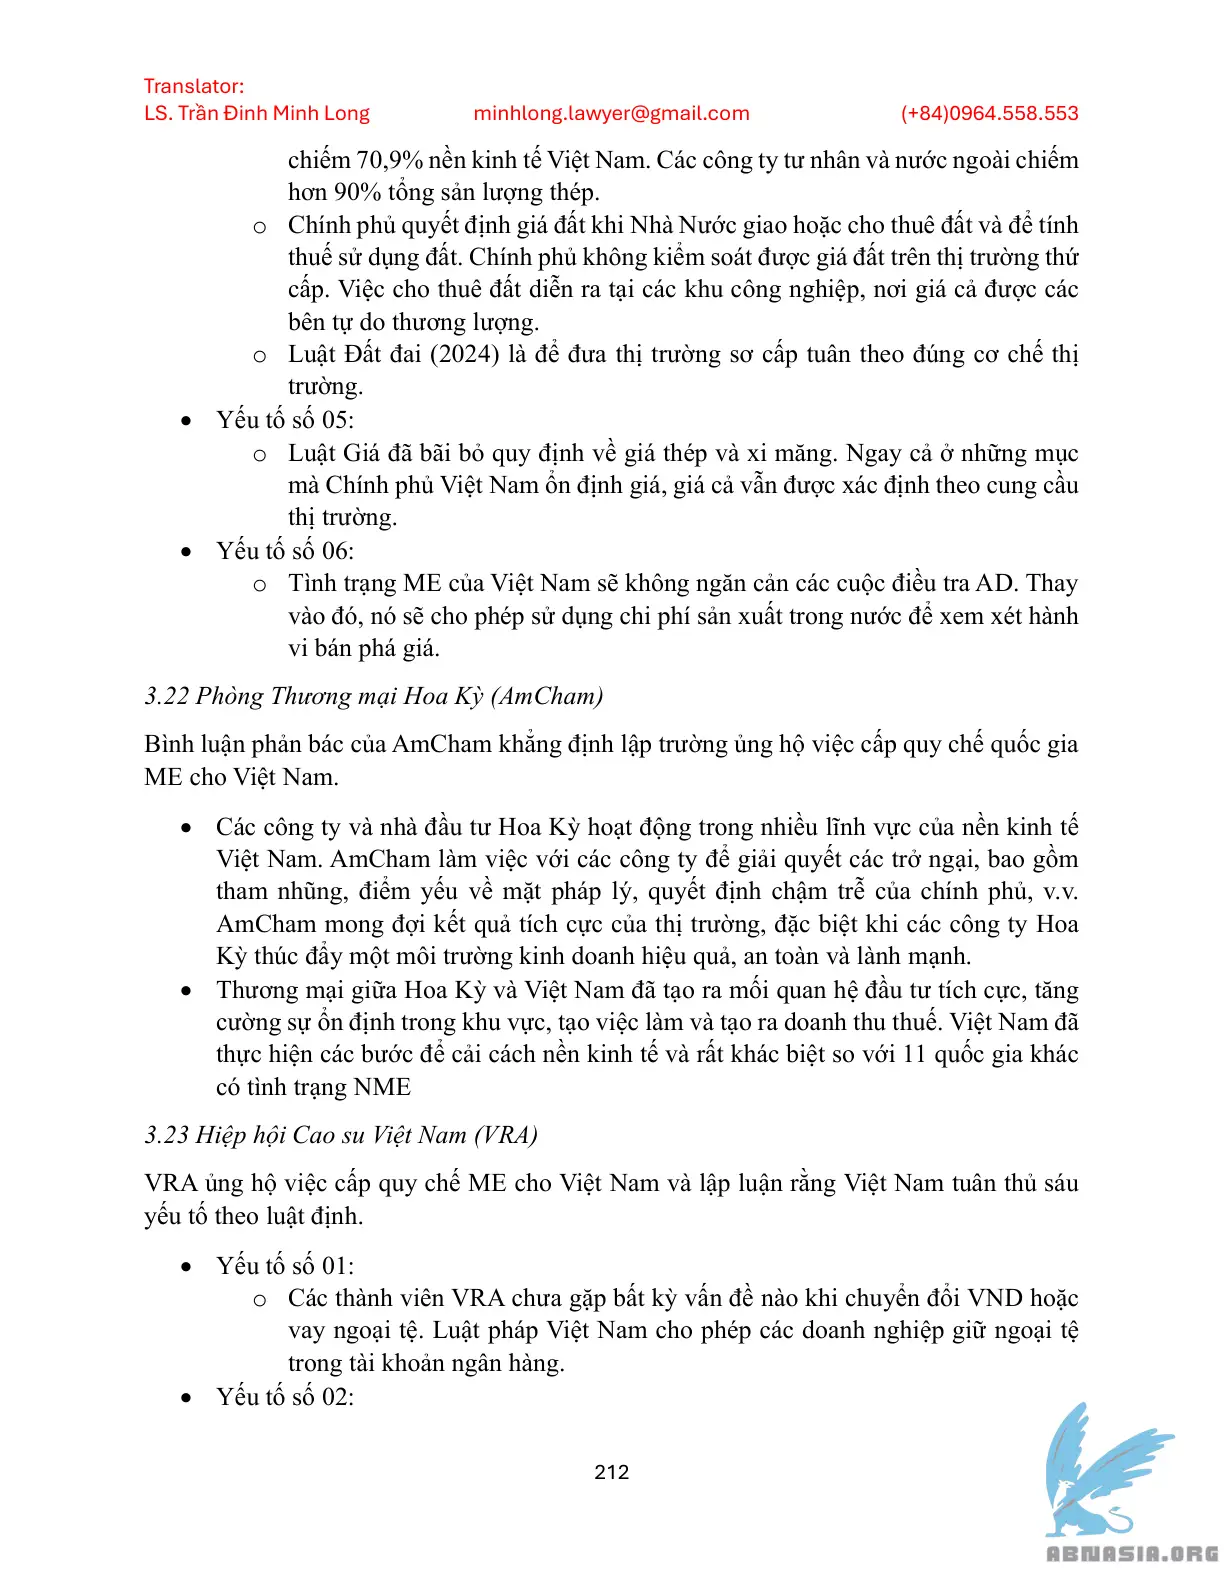 Translator:
LS. Trần Đinh Minh Long minhlong.lawyer@gmail.com (+84)0964.558.553
chiếm 70,9% nền kinh tế Việt Nam. Các công ty tư nhân và nước ngoài chiếm
hơn 90% tổng sản lượng thép.
o Chính phủ quyết định giá đất khi Nhà Nước giao hoặc cho thuê đất và để tính
thuế sử dụng đất. Chính phủ không kiểm soát được giá đất trên thị trường thứ
cấp. Việc cho thuê đất diễn ra tại các khu công nghiệp, nơi giá cả được các
bên tự do thương lượng.
o Luật Đất đai (2024) là để đưa thị trường sơ cấp tuân theo đúng cơ chế thị
trường.
• Yếu tố số 05:
o Luật Giá đã bãi bỏ quy định về giá thép và xi măng. Ngay cả ở những mục
mà Chính phủ Việt Nam ổn định giá, giá cả vẫn được xác định theo cung cầu
thị trường.
• Yếu tố số 06:
o Tình trạng ME của Việt Nam sẽ không ngăn cản các cuộc điều tra AD. Thay
vào đó, nó sẽ cho phép sử dụng chi phí sản xuất trong nước để xem xét hành
vi bán phá giá.
3.22 Phòng Thương mại Hoa Kỳ (AmCham)
Bình luận phản bác của AmCham khẳng định lập trường ủng hộ việc cấp quy chế quốc gia
ME cho Việt Nam.
• Các công ty và nhà đầu tư Hoa Kỳ hoạt động trong nhiều lĩnh vực của nền kinh tế
Việt Nam. AmCham làm việc với các công ty để giải quyết các trở ngại, bao gồm
tham nhũng, điểm yếu về mặt pháp lý, quyết định chậm trễ của chính phủ, v.v.
AmCham mong đợi kết quả tích cực của thị trường, đặc biệt khi các công ty Hoa
Kỳ thúc đẩy một môi trường kinh doanh hiệu quả, an toàn và lành mạnh.
• Thương mại giữa Hoa Kỳ và Việt Nam đã tạo ra mối quan hệ đầu tư tích cực, tăng
cường sự ổn định trong khu vực, tạo việc làm và tạo ra doanh thu thuế. Việt Nam đã
thực hiện các bước để cải cách nền kinh tế và rất khác biệt so với 11 quốc gia khác
có tình trạng NME
3.23 Hiệp hội Cao su Việt Nam (VRA)
VRA ủng hộ việc cấp quy chế ME cho Việt Nam và lập luận rằng Việt Nam tuân thủ sáu
yếu tố theo luật định.
• Yếu tố số 01:
o Các thành viên VRA chưa gặp bất kỳ vấn đề nào khi chuyển đổi VND hoặc
vay ngoại tệ. Luật pháp Việt Nam cho phép các doanh nghiệp giữ ngoại tệ
trong tài khoản ngân hàng.
• Yếu tố số 02:
212
ABNASIA.ORG